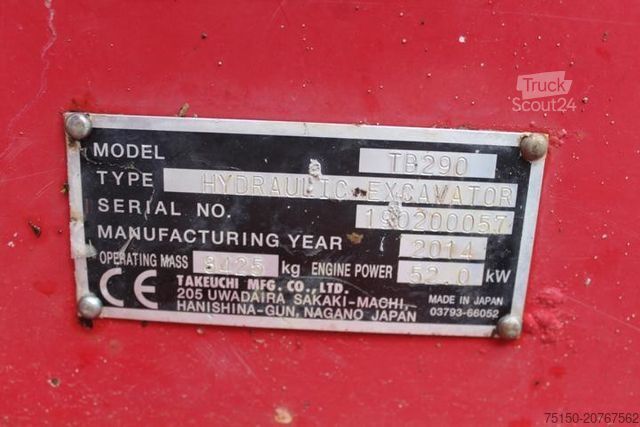 Truck
Scout24
MODEL TB290
TYPE HYDRAULIC EXCAVATOR
SERIAL NO. 190200057
MANUFACTURING YEAR 2014
OPERATING MASS 8425 kg ENGINE POWER 52.0 kW
CE TAKEUCHI MFG. CO., LTD.
205 UWADAIRA SAKAKI-MACHI, MADE IN JAPAN
HANISHINA-GUN, NAGANO JAPAN 03793-66052
75150-20767562